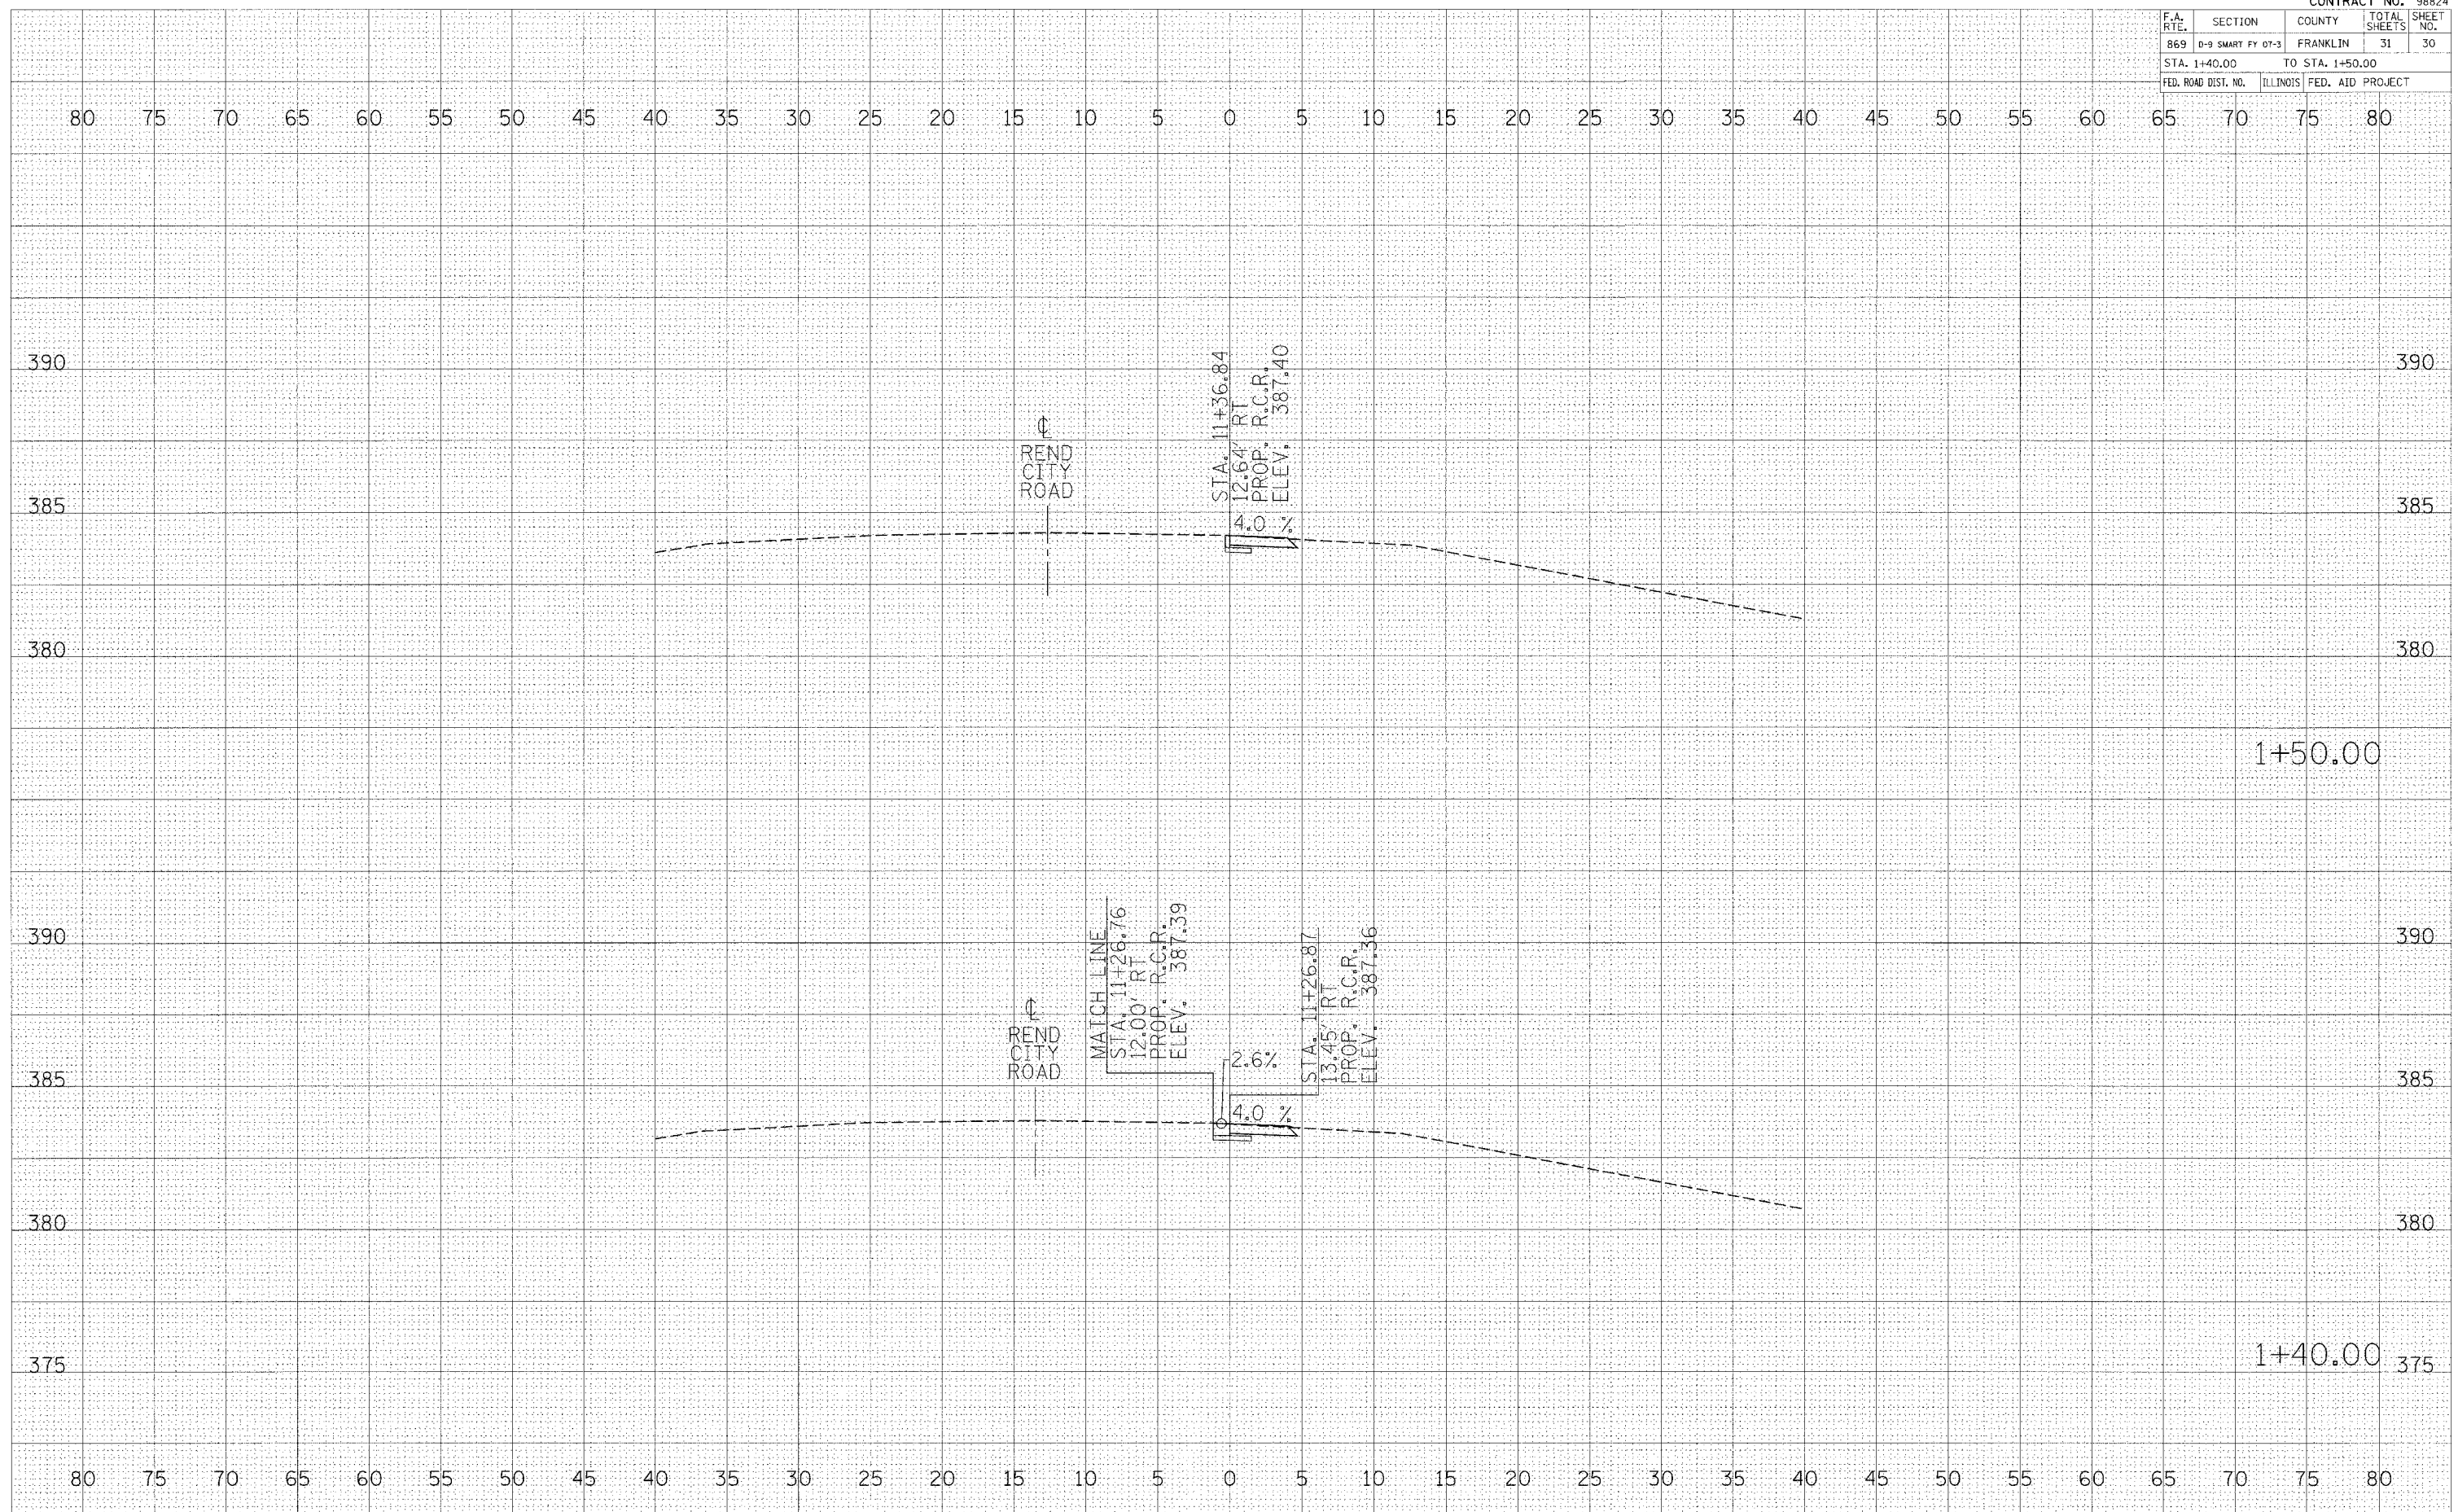 CONTRACT NO. 98824
F.A. RTE. SECTION COUNTY TOTAL SHEETS SHEET NO.
869 D-9 SMART FY 07-3 FRANKLIN 31 30
STA. 1+40.00 TO STA. 1+50.00
FED. ROAD DIST. NO. ILLINOIS FED. AID PROJECT
80 75 70 65 60 55 50 45 40 35 30 25 20 15 10 5 0 5 10 15 20 25 30 35 40 45 50 55 60 65 70 75 80
390 390
STA. 11+36.84
12.64' RT
PROP. R.C.R.
ELEV. 387.40
℄
REND
CITY
ROAD
385 385
4.0 %
380 380
1+50.00
390 390
MATCH LINE
STA. 11+26.76
12.00' RT
PROP. R.C.R.
ELEV. 387.39
STA. 11+26.87
13.45' RT
PROP. R.C.R.
ELEV. 387.36
℄
REND
CITY
ROAD
2.6%
385 385
4.0 %
380 380
1+40.00
375 375
80 75 70 65 60 55 50 45 40 35 30 25 20 15 10 5 0 5 10 15 20 25 30 35 40 45 50 55 60 65 70 75 80